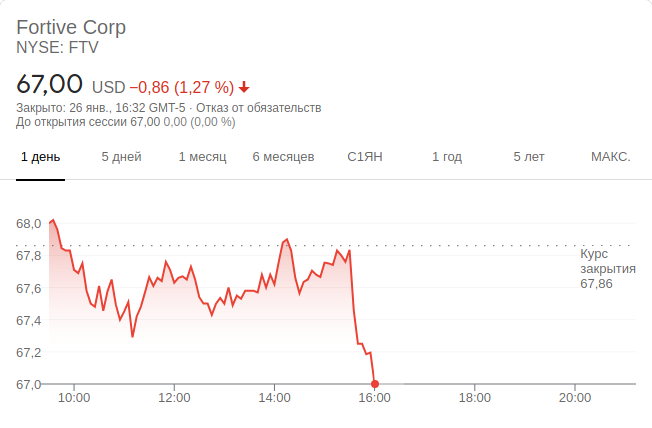 Fortive Corp
NYSE: FTV
67,00 USD −0,86 (1,27 %)
Закрыто: 26 янв., 16:32 GMT-5 · Отказ от обязательств
До открытия сессии 67,00 0,00 (0,00 %)
1 день 5 дней 1 месяц 6 месяцев С1ЯН 1 год 5 лет МАКС.
68,0
67,8
67,6
67,4
67,2
67,0
Курс
закрытия
67,86
10:00 12:00 14:00 16:00 18:00 20:00